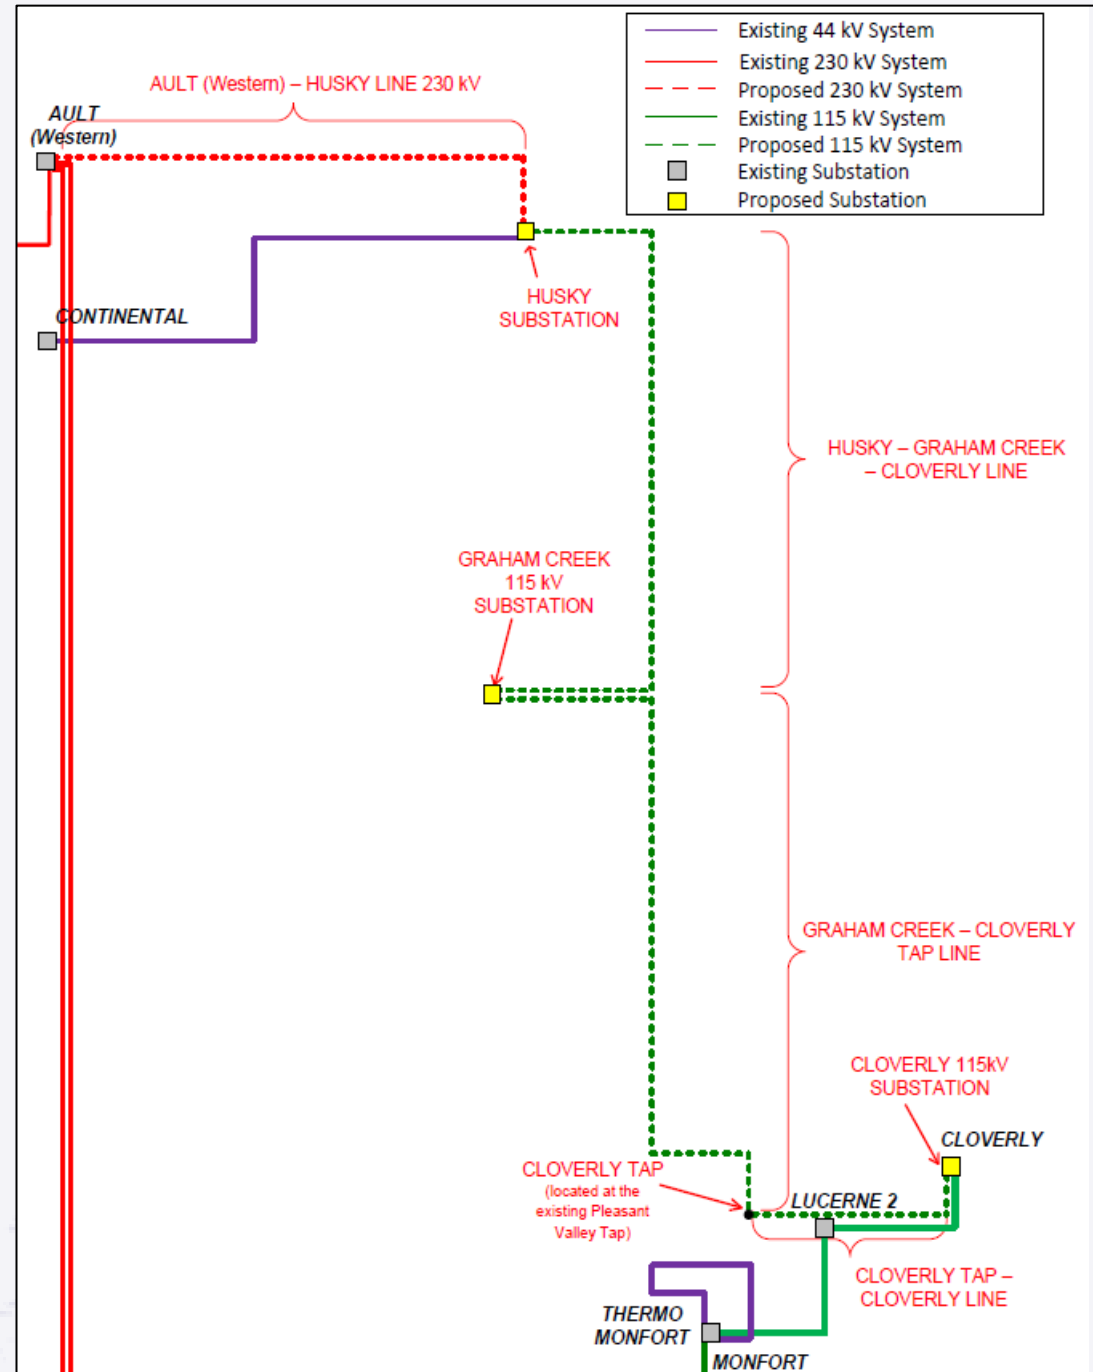 Existing 44 kV System
Existing 230 kV System
Proposed 230 kV System
Existing 115 kV System
Proposed 115 kV System
Existing Substation
Proposed Substation
AULT (Western) – HUSKY LINE 230 kV
AULT
(Western)
HUSKY
SUBSTATION
CONTINENTAL
HUSKY – GRAHAM CREEK
– CLOVERLY LINE
GRAHAM CREEK
115 kV
SUBSTATION
GRAHAM CREEK – CLOVERLY
TAP LINE
CLOVERLY 115kV
SUBSTATION
CLOVERLY
CLOVERLY TAP
(located at the
existing Pleasant
Valley Tap)
LUCERNE 2
CLOVERLY TAP –
CLOVERLY LINE
THERMO
MONFORT
MONFORT